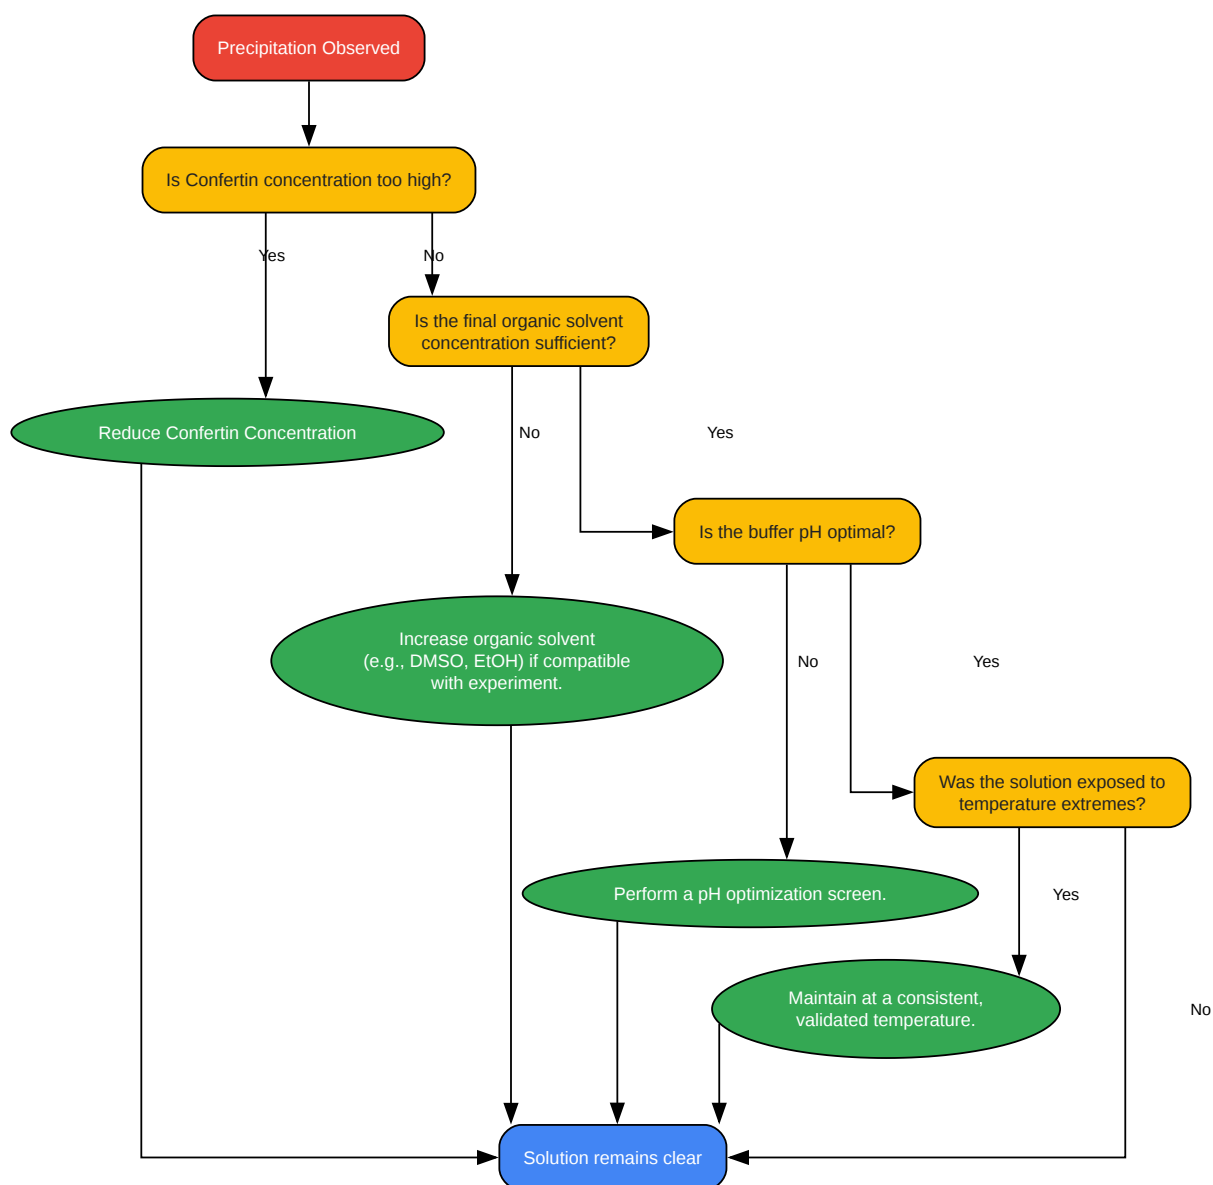 Precipitation Observed
Is Confertin concentration too high?
Yes
No
Is the final organic solvent
concentration sufficient?
Reduce Confertin Concentration
No
Yes
Is the buffer pH optimal?
Increase organic solvent
(e.g., DMSO, EtOH) if compatible
with experiment.
No
Yes
Was the solution exposed to
temperature extremes?
Perform a pH optimization screen.
Yes
Maintain at a consistent,
validated temperature.
No
Solution remains clear